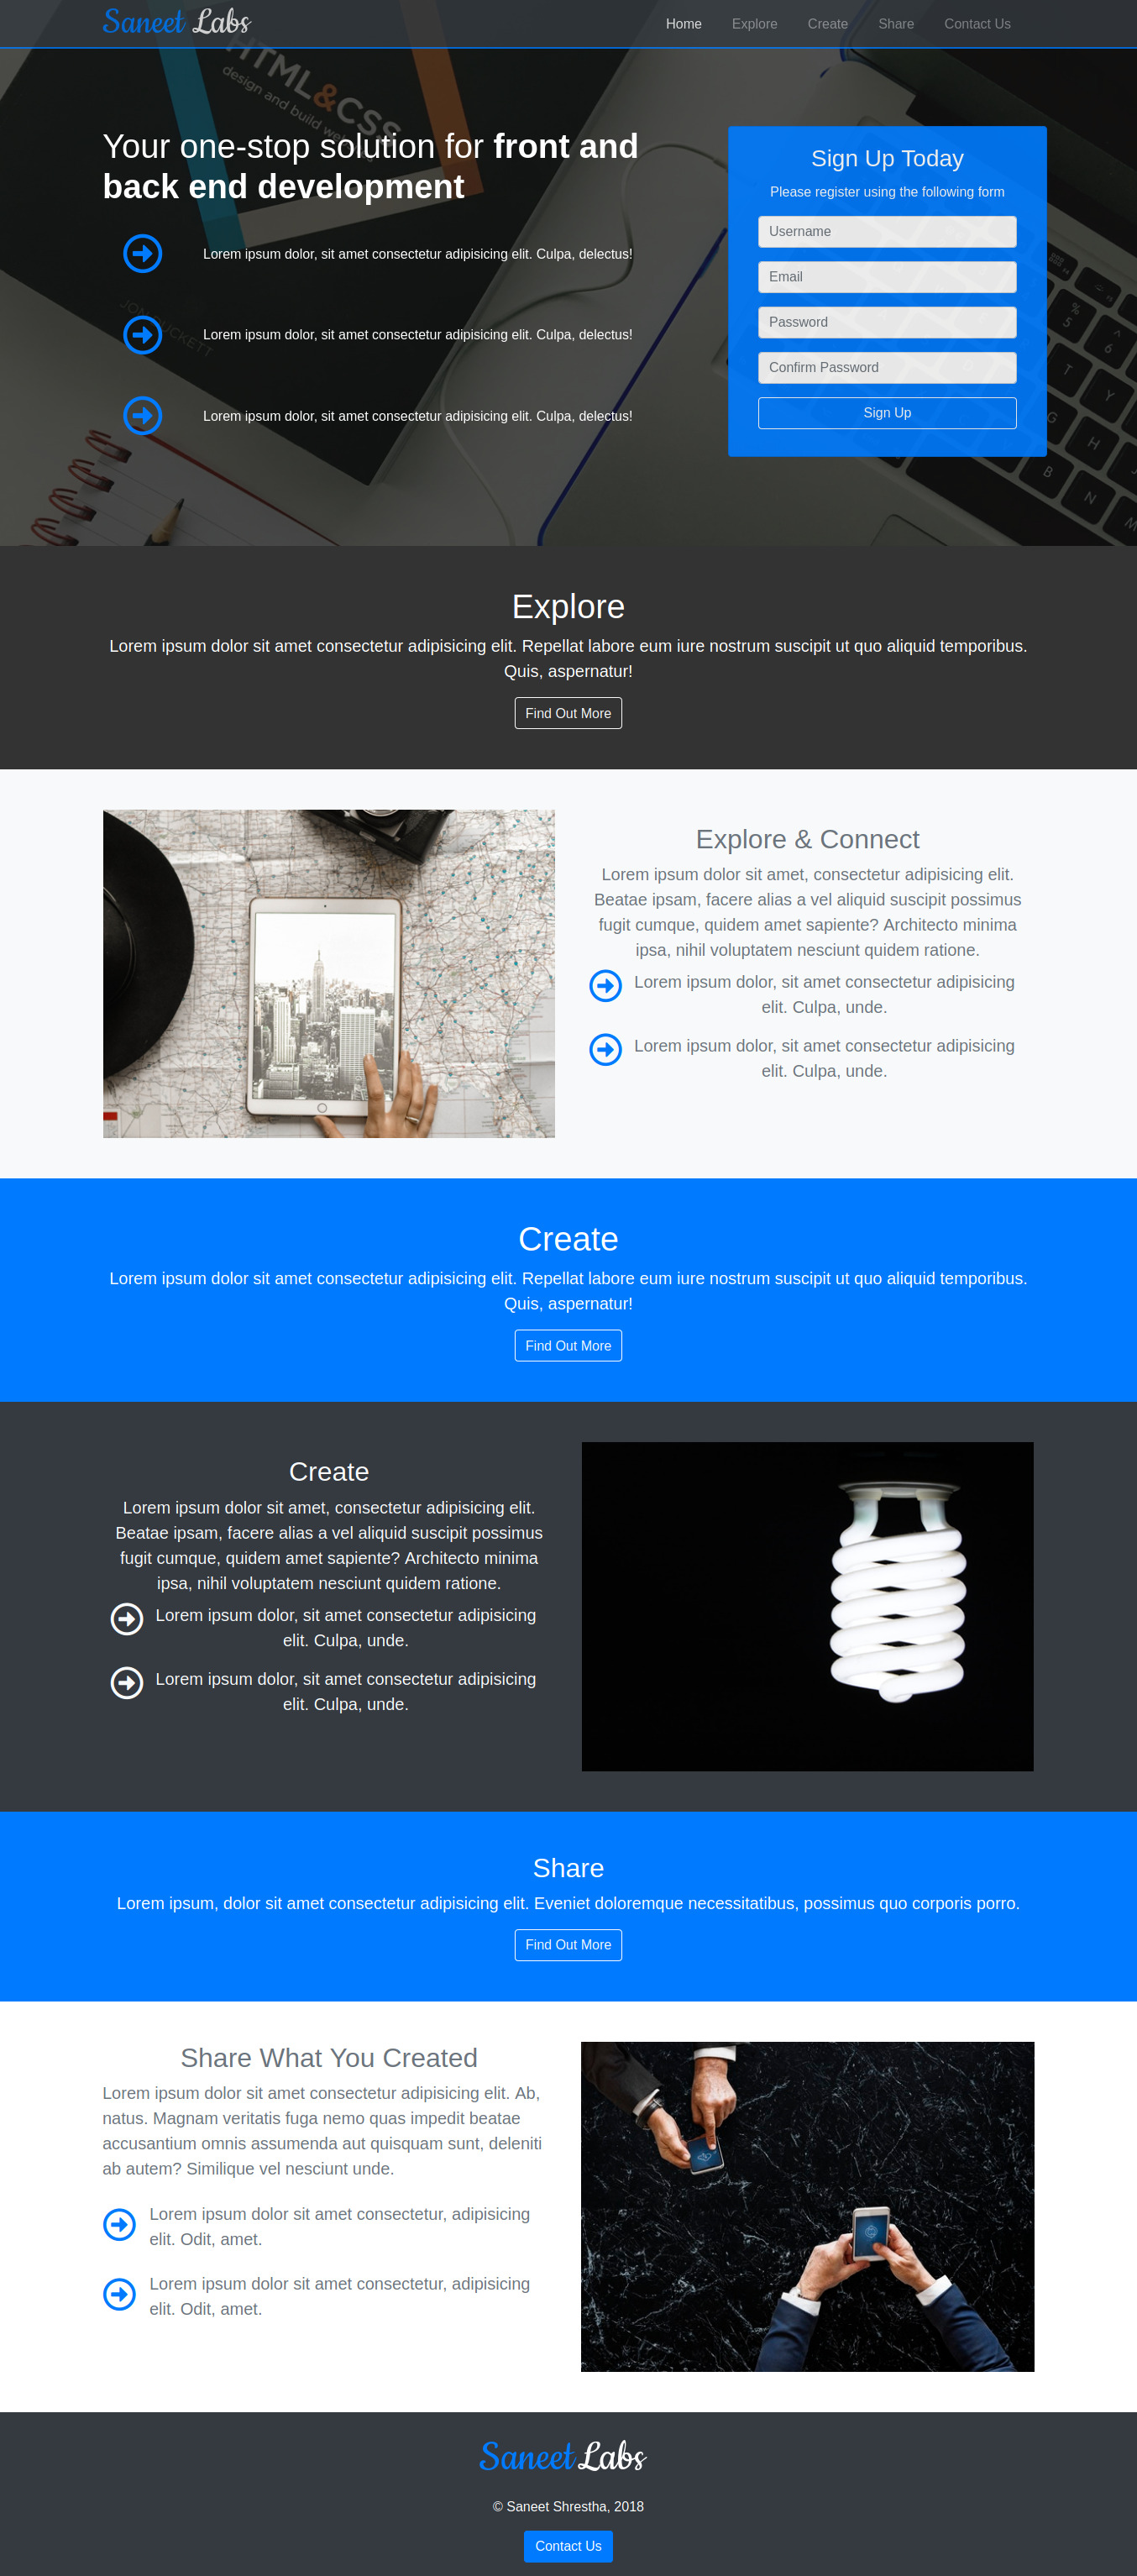 Saneet Labs
Home Explore Create Share Contact Us
HTML&CSS
design and build web
JON DUCKETT
Your one-stop solution for front and
back end development
Lorem ipsum dolor, sit amet consectetur adipisicing elit. Culpa, delectus!
Lorem ipsum dolor, sit amet consectetur adipisicing elit. Culpa, delectus!
Lorem ipsum dolor, sit amet consectetur adipisicing elit. Culpa, delectus!
Sign Up Today
Please register using the following form
Username
Email
Password
Confirm Password
Sign Up
Explore
Lorem ipsum dolor sit amet consectetur adipisicing elit. Repellat labore eum iure nostrum suscipit ut quo aliquid temporibus.
Quis, aspernatur!
Find Out More
Explore & Connect
Lorem ipsum dolor sit amet, consectetur adipisicing elit.
Beatae ipsam, facere alias a vel aliquid suscipit possimus
fugit cumque, quidem amet sapiente? Architecto minima
ipsa, nihil voluptatem nesciunt quidem ratione.
Lorem ipsum dolor, sit amet consectetur adipisicing
elit. Culpa, unde.
Lorem ipsum dolor, sit amet consectetur adipisicing
elit. Culpa, unde.
Create
Lorem ipsum dolor sit amet consectetur adipisicing elit. Repellat labore eum iure nostrum suscipit ut quo aliquid temporibus.
Quis, aspernatur!
Find Out More
Create
Lorem ipsum dolor sit amet, consectetur adipisicing elit.
Beatae ipsam, facere alias a vel aliquid suscipit possimus
fugit cumque, quidem amet sapiente? Architecto minima
ipsa, nihil voluptatem nesciunt quidem ratione.
Lorem ipsum dolor, sit amet consectetur adipisicing
elit. Culpa, unde.
Lorem ipsum dolor, sit amet consectetur adipisicing
elit. Culpa, unde.
Share
Lorem ipsum, dolor sit amet consectetur adipisicing elit. Eveniet doloremque necessitatibus, possimus quo corporis porro.
Find Out More
Share What You Created
Lorem ipsum dolor sit amet consectetur adipisicing elit. Ab,
natus. Magnam veritatis fuga nemo quas impedit beatae
accusantium omnis assumenda aut quisquam sunt, deleniti
ab autem? Similique vel nesciunt unde.
Lorem ipsum dolor sit amet consectetur, adipisicing
elit. Odit, amet.
Lorem ipsum dolor sit amet consectetur, adipisicing
elit. Odit, amet.
Saneet Labs
© Saneet Shrestha, 2018
Contact Us